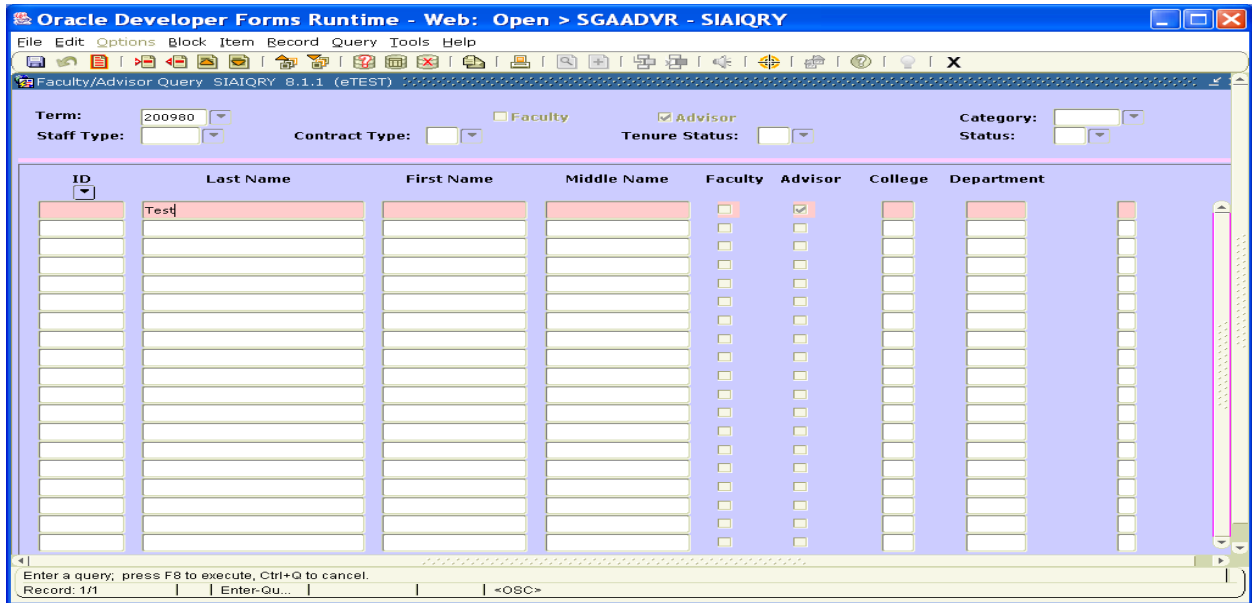 Oracle Developer Forms Runtime - Web: Open > SGAADVR - SIAIQRY
File Edit Options Block Item Record Query Tools Help
X
Faculty/Advisor Query SIAIQRY 8.1.1 (eTEST)
Term: 200980 Faculty Advisor Category:
Staff Type: Contract Type: Tenure Status: Status:
ID Last Name First Name Middle Name Faculty Advisor College Department
Test
Enter a query; press F8 to execute, Ctrl+Q to cancel.
Record: 1/1 Enter-Qu... <OSC>